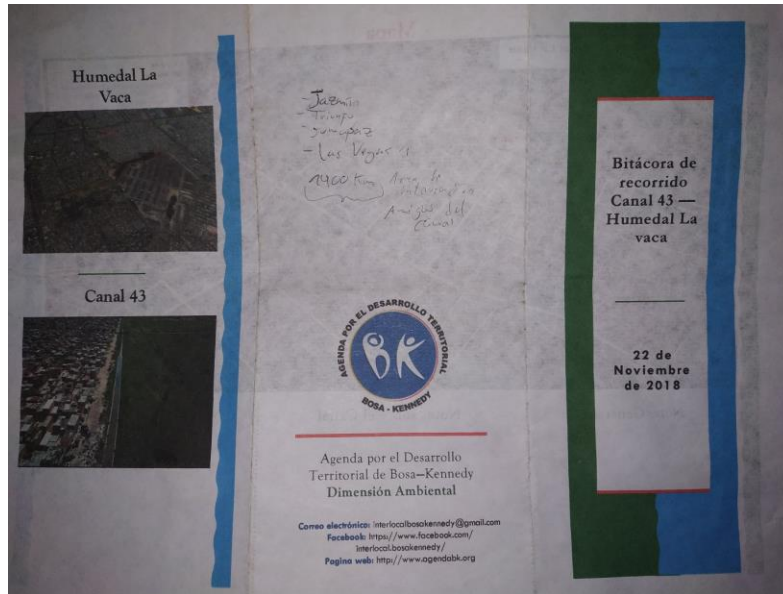 Humedal La
Vaca
Canal 43
- Jazmín
- Triunfo
- Sumapaz
- Las Vegas
1400 Km Area de
Amigos del
Canal
AGENDA POR EL DESARROLLO TERRITORIAL
BK
BOSA - KENNEDY
Agenda por el Desarrollo
Territorial de Bosa—Kennedy
Dimensión Ambiental
Correo electrónico: interlocalbosakennedy@gmail.com
Facebook: https://www.facebook.com/
interlocal.bosakennedy/
Pagina web: http://www.agendabk.org
Bitácora de
recorrido
Canal 43 —
Humedal La
vaca
22 de
Noviembre
de 2018